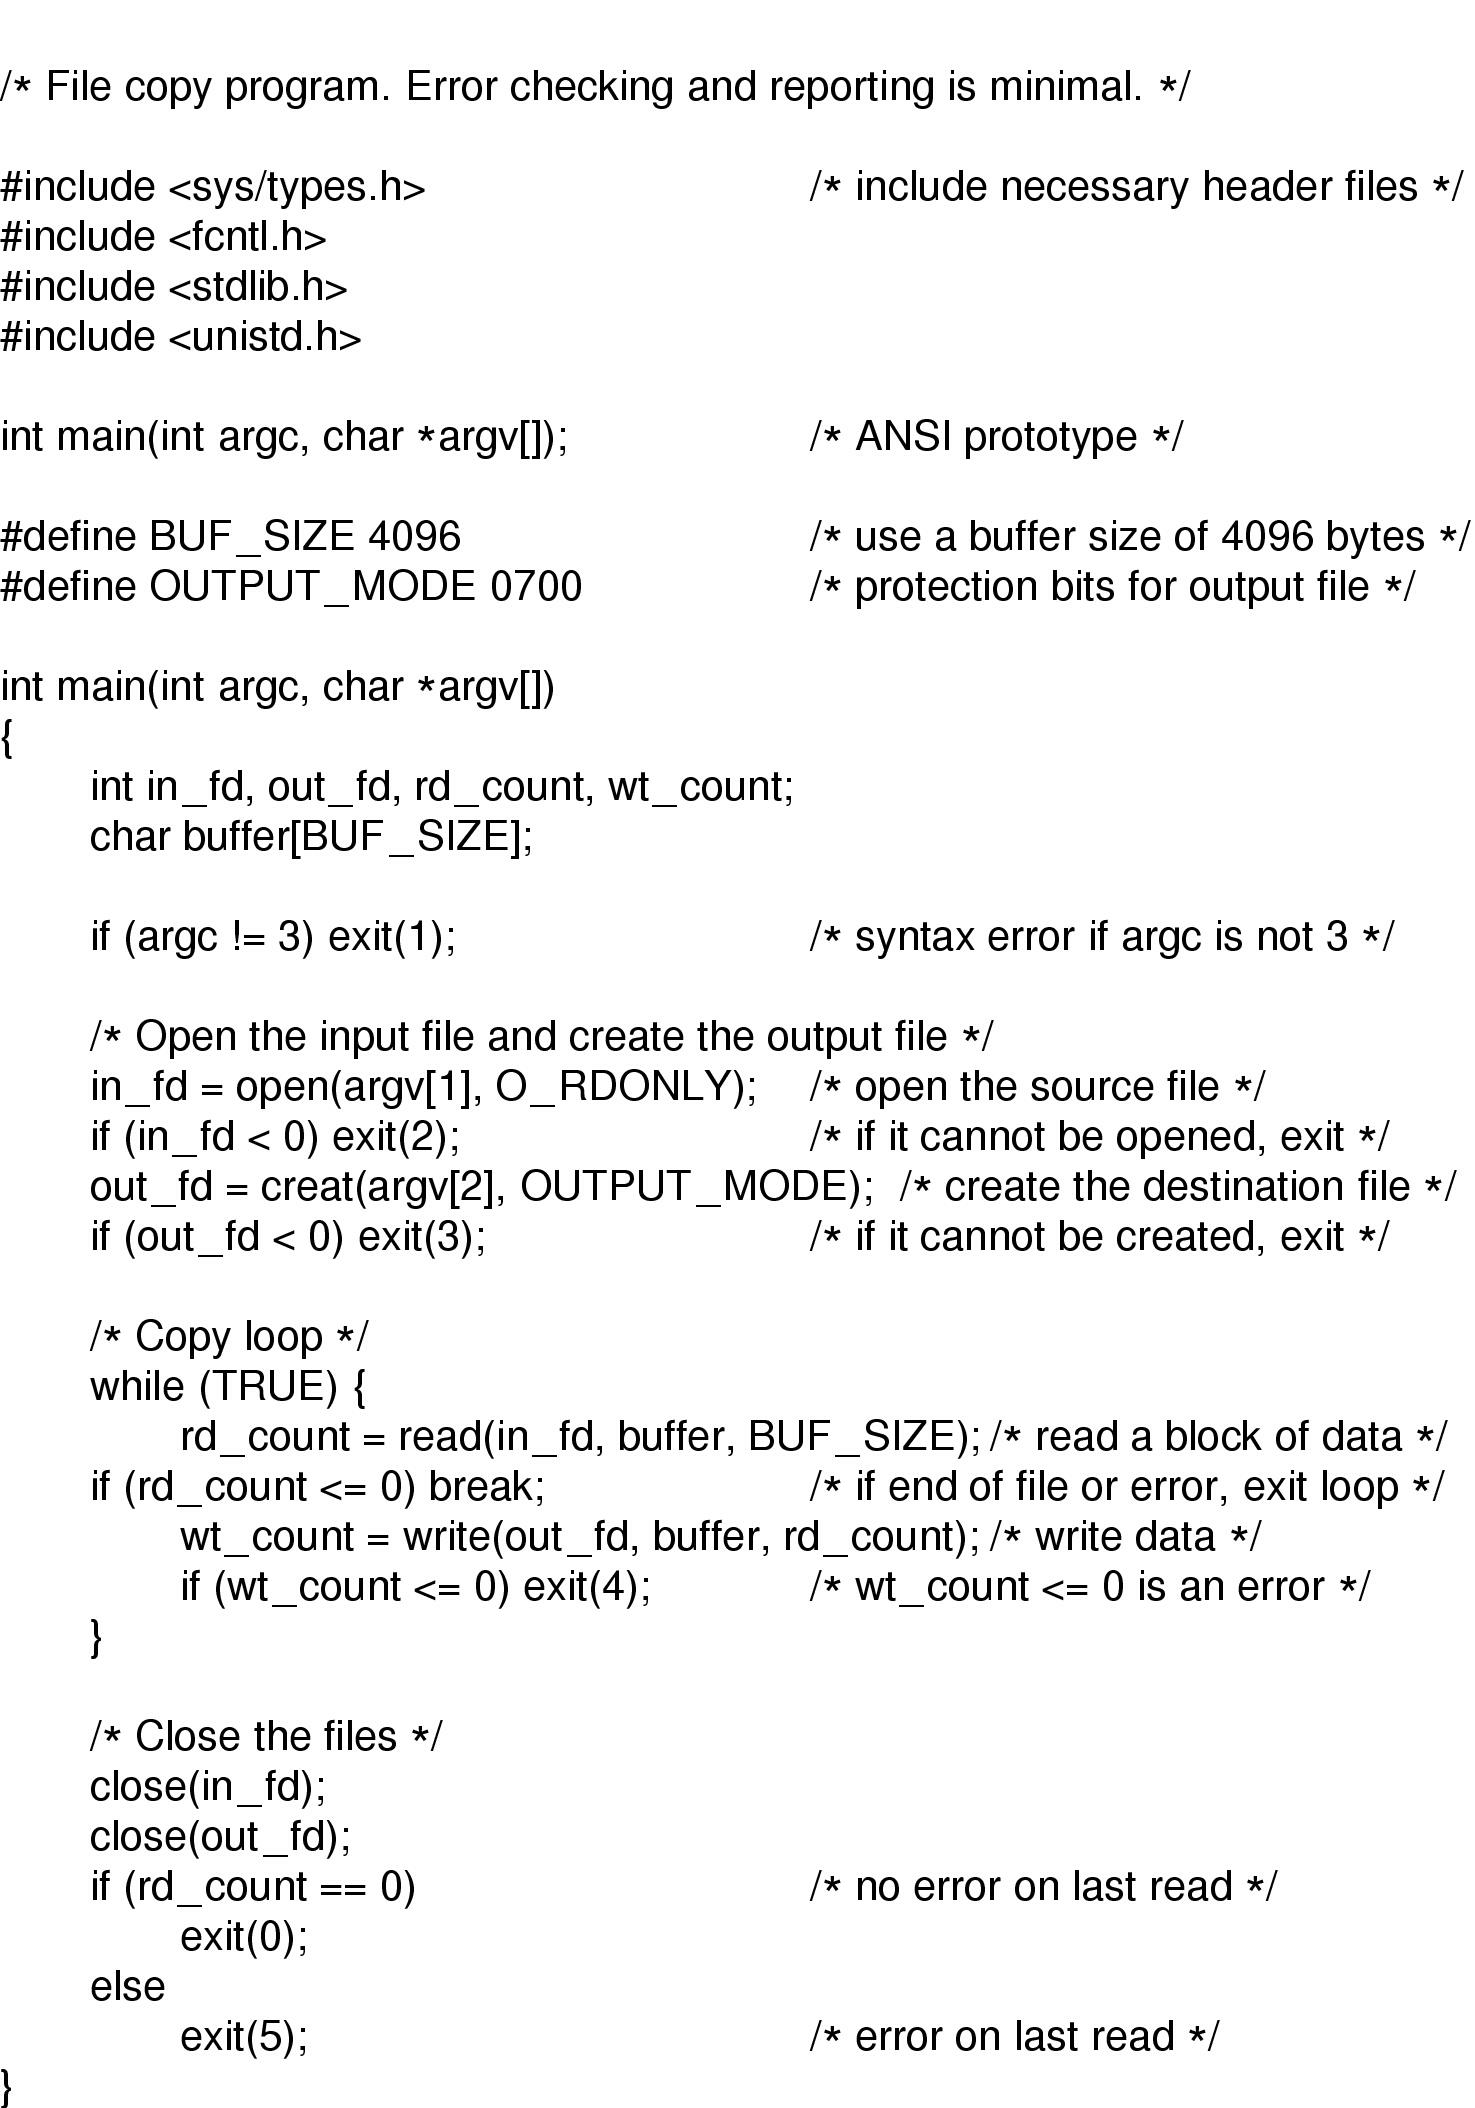 /* File copy program. Error checking and reporting is minimal. */
#include <sys/types.h> /* include necessary header files */
#include <fcntl.h>
#include <stdlib.h>
#include <unistd.h>
int main(int argc, char *argv[]); /* ANSI prototype */
#define BUF_SIZE 4096 /* use a buffer size of 4096 bytes */
#define OUTPUT_MODE 0700 /* protection bits for output file */
int main(int argc, char *argv[])
{
int in_fd, out_fd, rd_count, wt_count;
char buffer[BUF_SIZE];
if (argc != 3) exit(1); /* syntax error if argc is not 3 */
/* Open the input file and create the output file */
in_fd = open(argv[1], O_RDONLY); /* open the source file */
if (in_fd < 0) exit(2); /* if it cannot be opened, exit */
out_fd = creat(argv[2], OUTPUT_MODE); /* create the destination file */
if (out_fd < 0) exit(3); /* if it cannot be created, exit */
/* Copy loop */
while (TRUE) {
rd_count = read(in_fd, buffer, BUF_SIZE); /* read a block of data */
if (rd_count <= 0) break; /* if end of file or error, exit loop */
wt_count = write(out_fd, buffer, rd_count); /* write data */
if (wt_count <= 0) exit(4); /* wt_count <= 0 is an error */
}
/* Close the files */
close(in_fd);
close(out_fd);
if (rd_count == 0) /* no error on last read */
exit(0);
else
exit(5); /* error on last read */
}